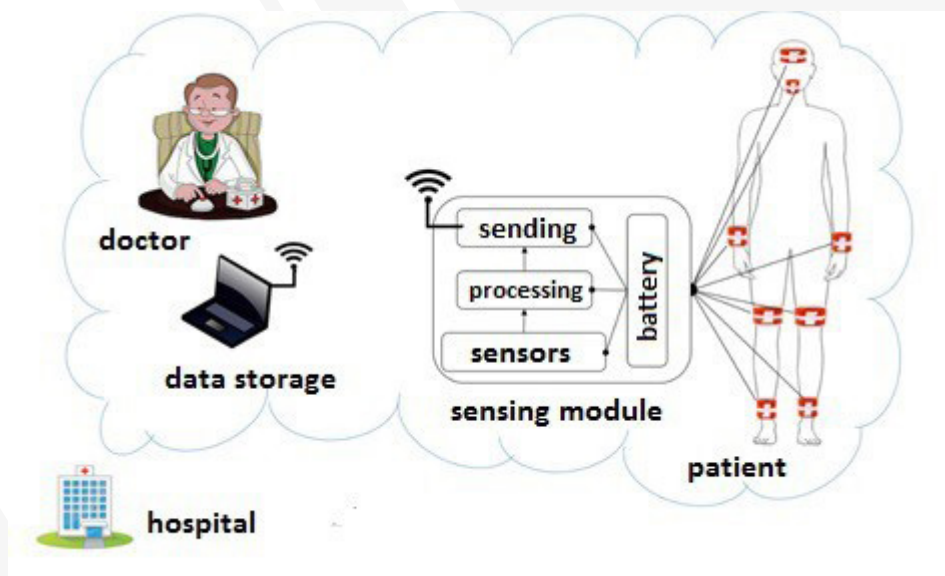 doctor
data storage
sending
processing
sensors
battery
sensing module
patient
hospital